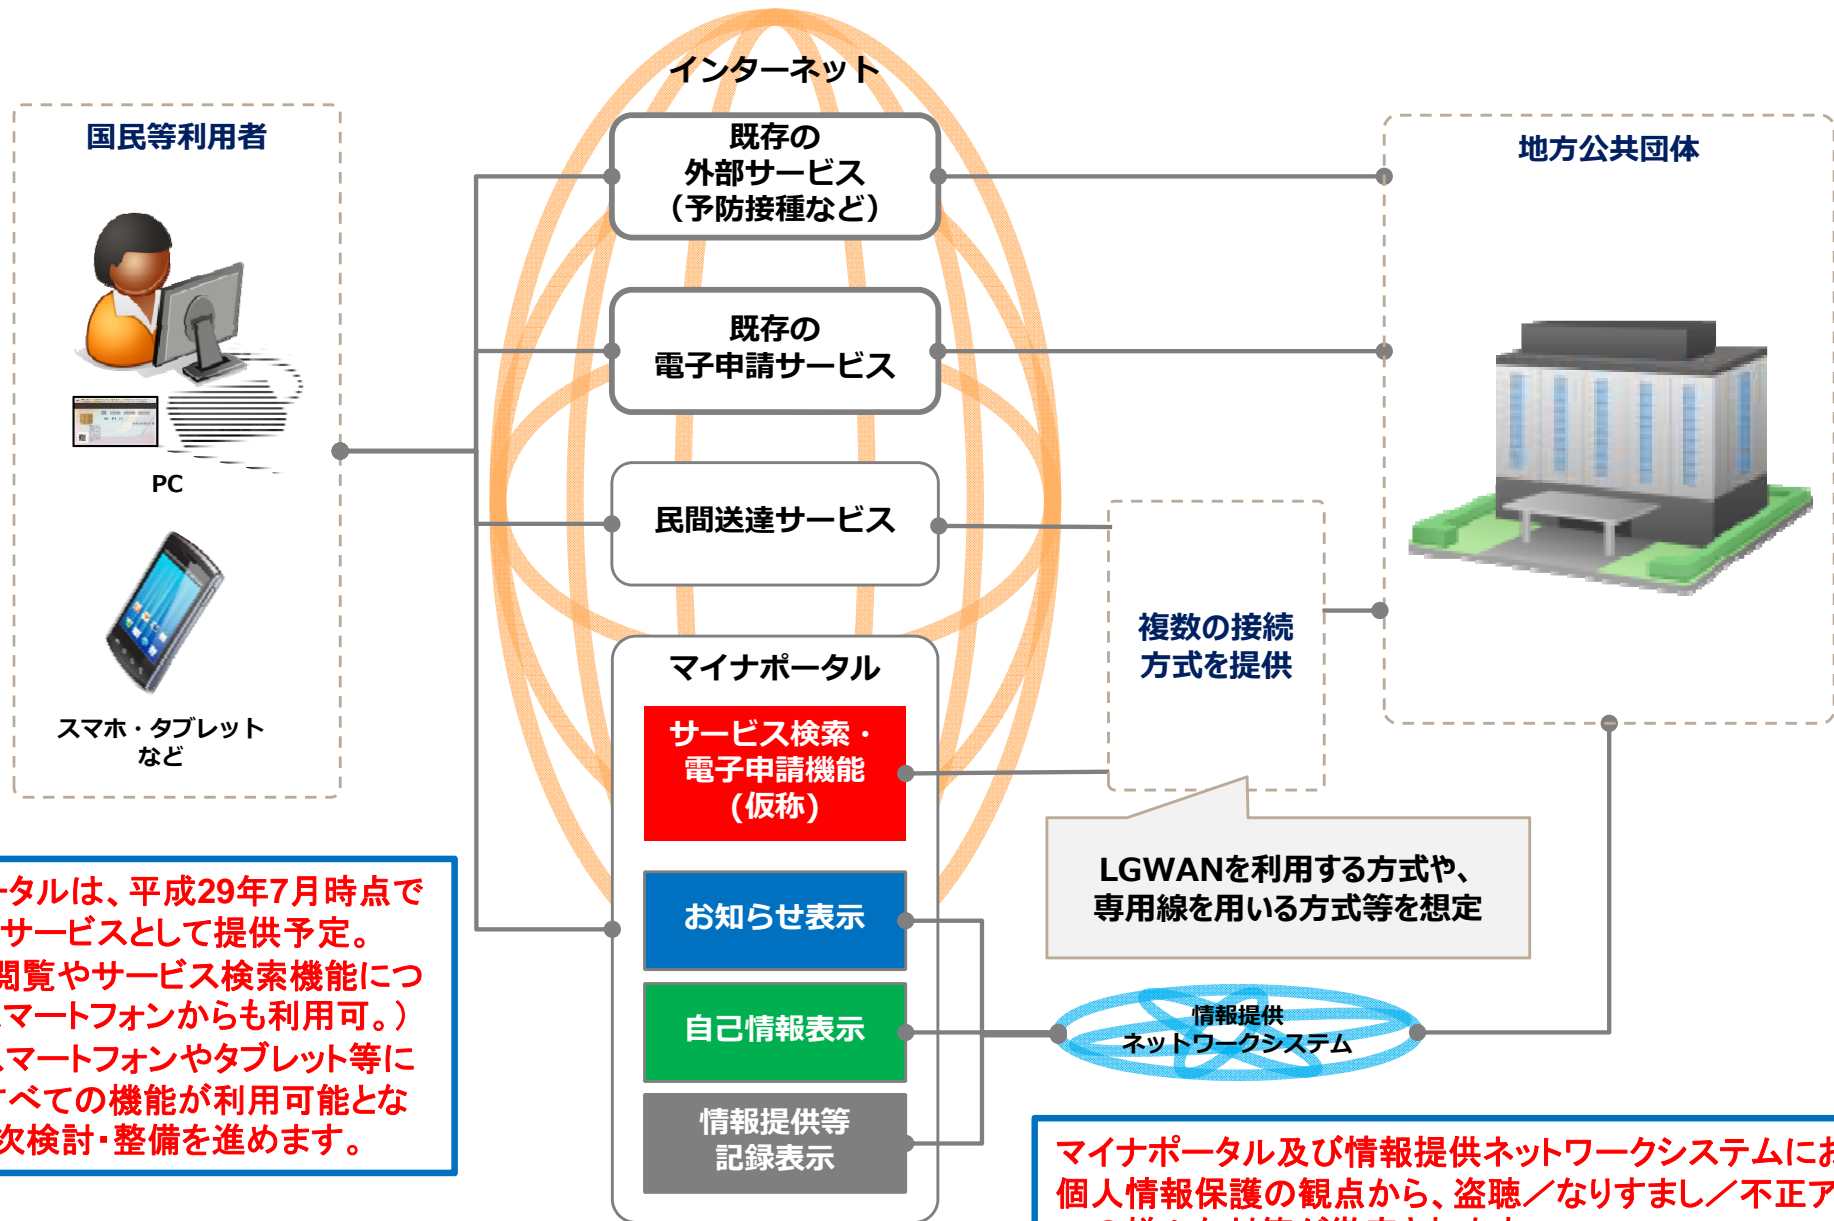 インターネット
国民等利用者
PC
スマホ・タブレット
など
既存の
外部サービス
（予防接種など）
既存の
電子申請サービス
民間送達サービス
マイナポータル
サービス検索・
電子申請機能
(仮称)
お知らせ表示
自己情報表示
情報提供等
記録表示
地方公共団体
複数の接続
方式を提供
LGWANを利用する方式や、
専用線を用いる方式等を想定
情報提供
ネットワークシステム
ータルは、平成29年7月時点で
サービスとして提供予定。
閲覧やサービス検索機能につ
スマートフォンからも利用可。）
スマートフォンやタブレット等に
すべての機能が利用可能とな
次検討・整備を進めます。
マイナポータル及び情報提供ネットワークシステムにお
個人情報保護の観点から、盗聴／なりすまし／不正ア